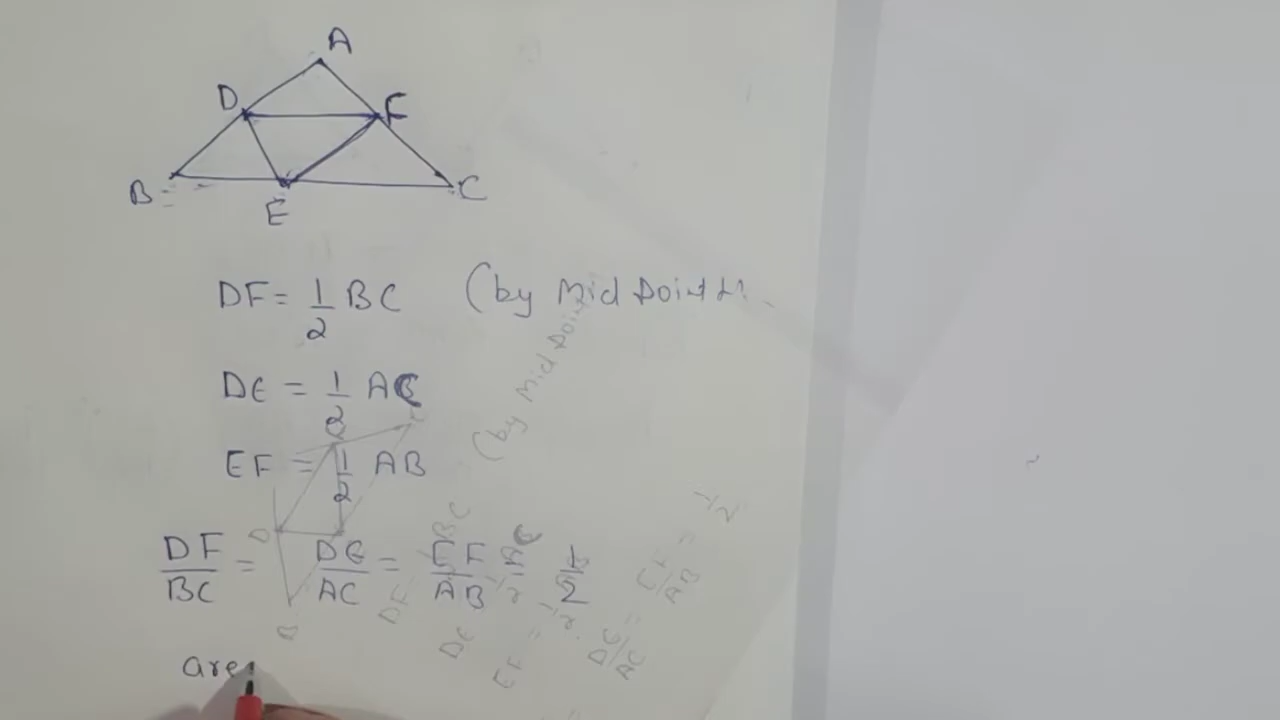 A
D F
B E C
DF = 1/2 BC (by Mid Point
DE = 1/2 AC
EF = 1/2 AB
DF/BC = DE/AC = EF/AB 1/2
are